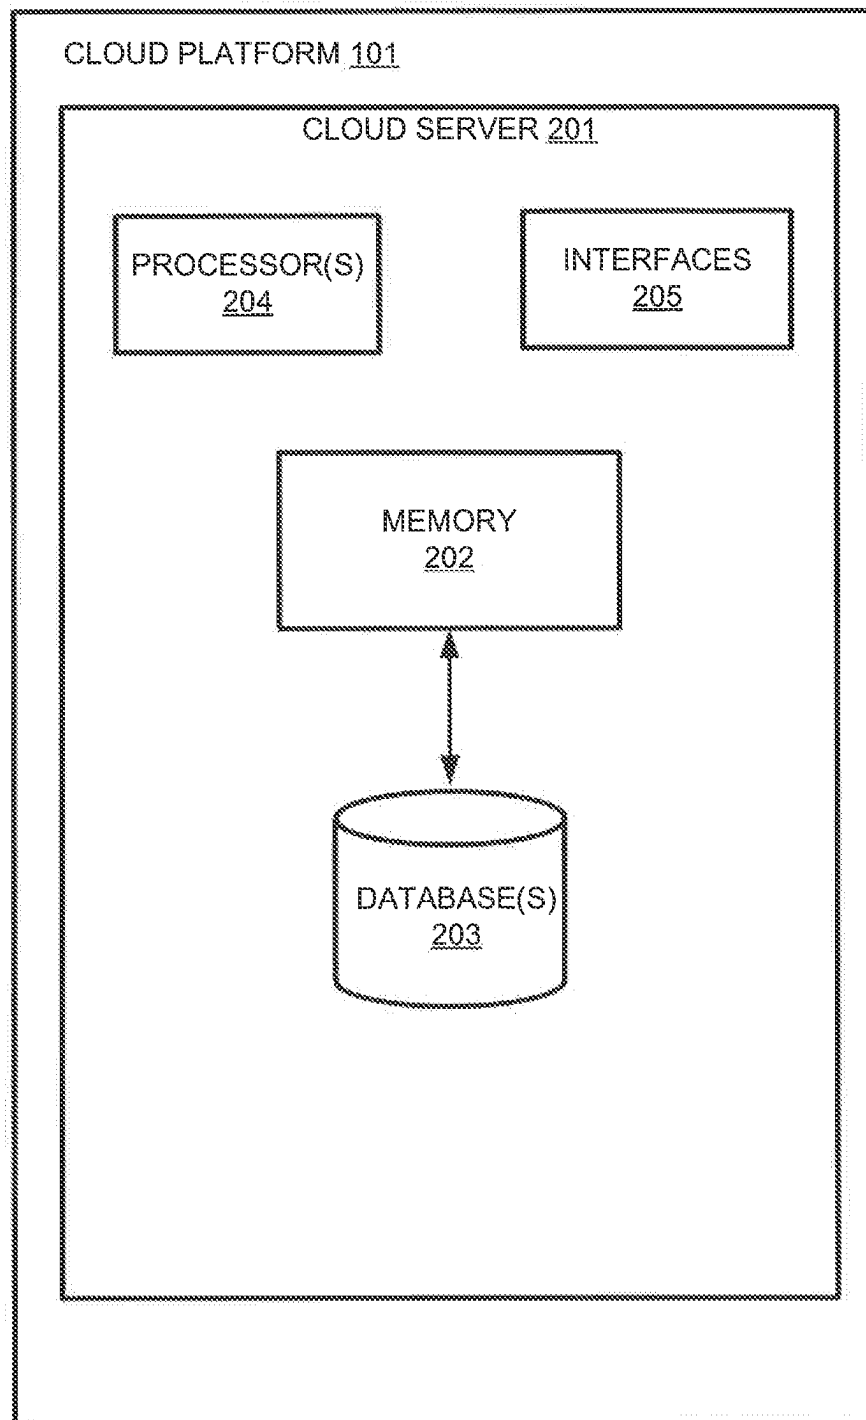 CLOUD PLATFORM 101
CLOUD SERVER 201
PROCESSOR(S)
204
INTERFACES
205
MEMORY
202
DATABASE(S)
203